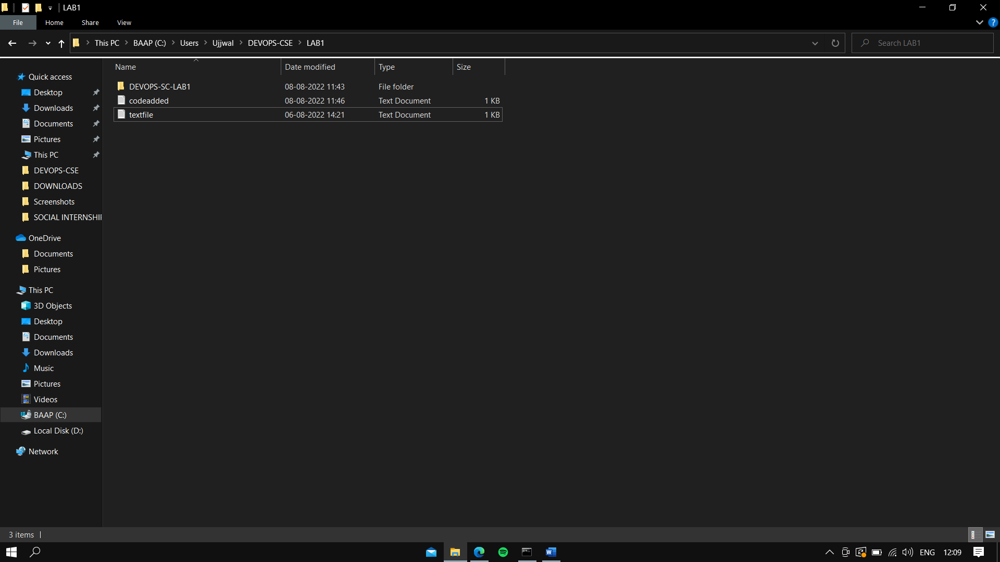 LAB1
File Home Share View
This PC BAAP (C:) Users Ujjwal DEVOPS-CSE LAB1
Search LAB1
Name Date modified Type Size
DEVOPS-SC-LAB1 08-08-2022 11:43 File folder
codeadded 08-08-2022 11:46 Text Document 1 KB
textfile 06-08-2022 14:21 Text Document 1 KB
Quick access
Desktop
Downloads
Documents
Pictures
This PC
DEVOPS-CSE
DOWNLOADS
Screenshots
SOCIAL INTERNSHI
OneDrive
Documents
Pictures
This PC
3D Objects
Desktop
Documents
Downloads
Music
Pictures
Videos
BAAP (C:)
Local Disk (D:)
Network
3 items
ENG 12:09